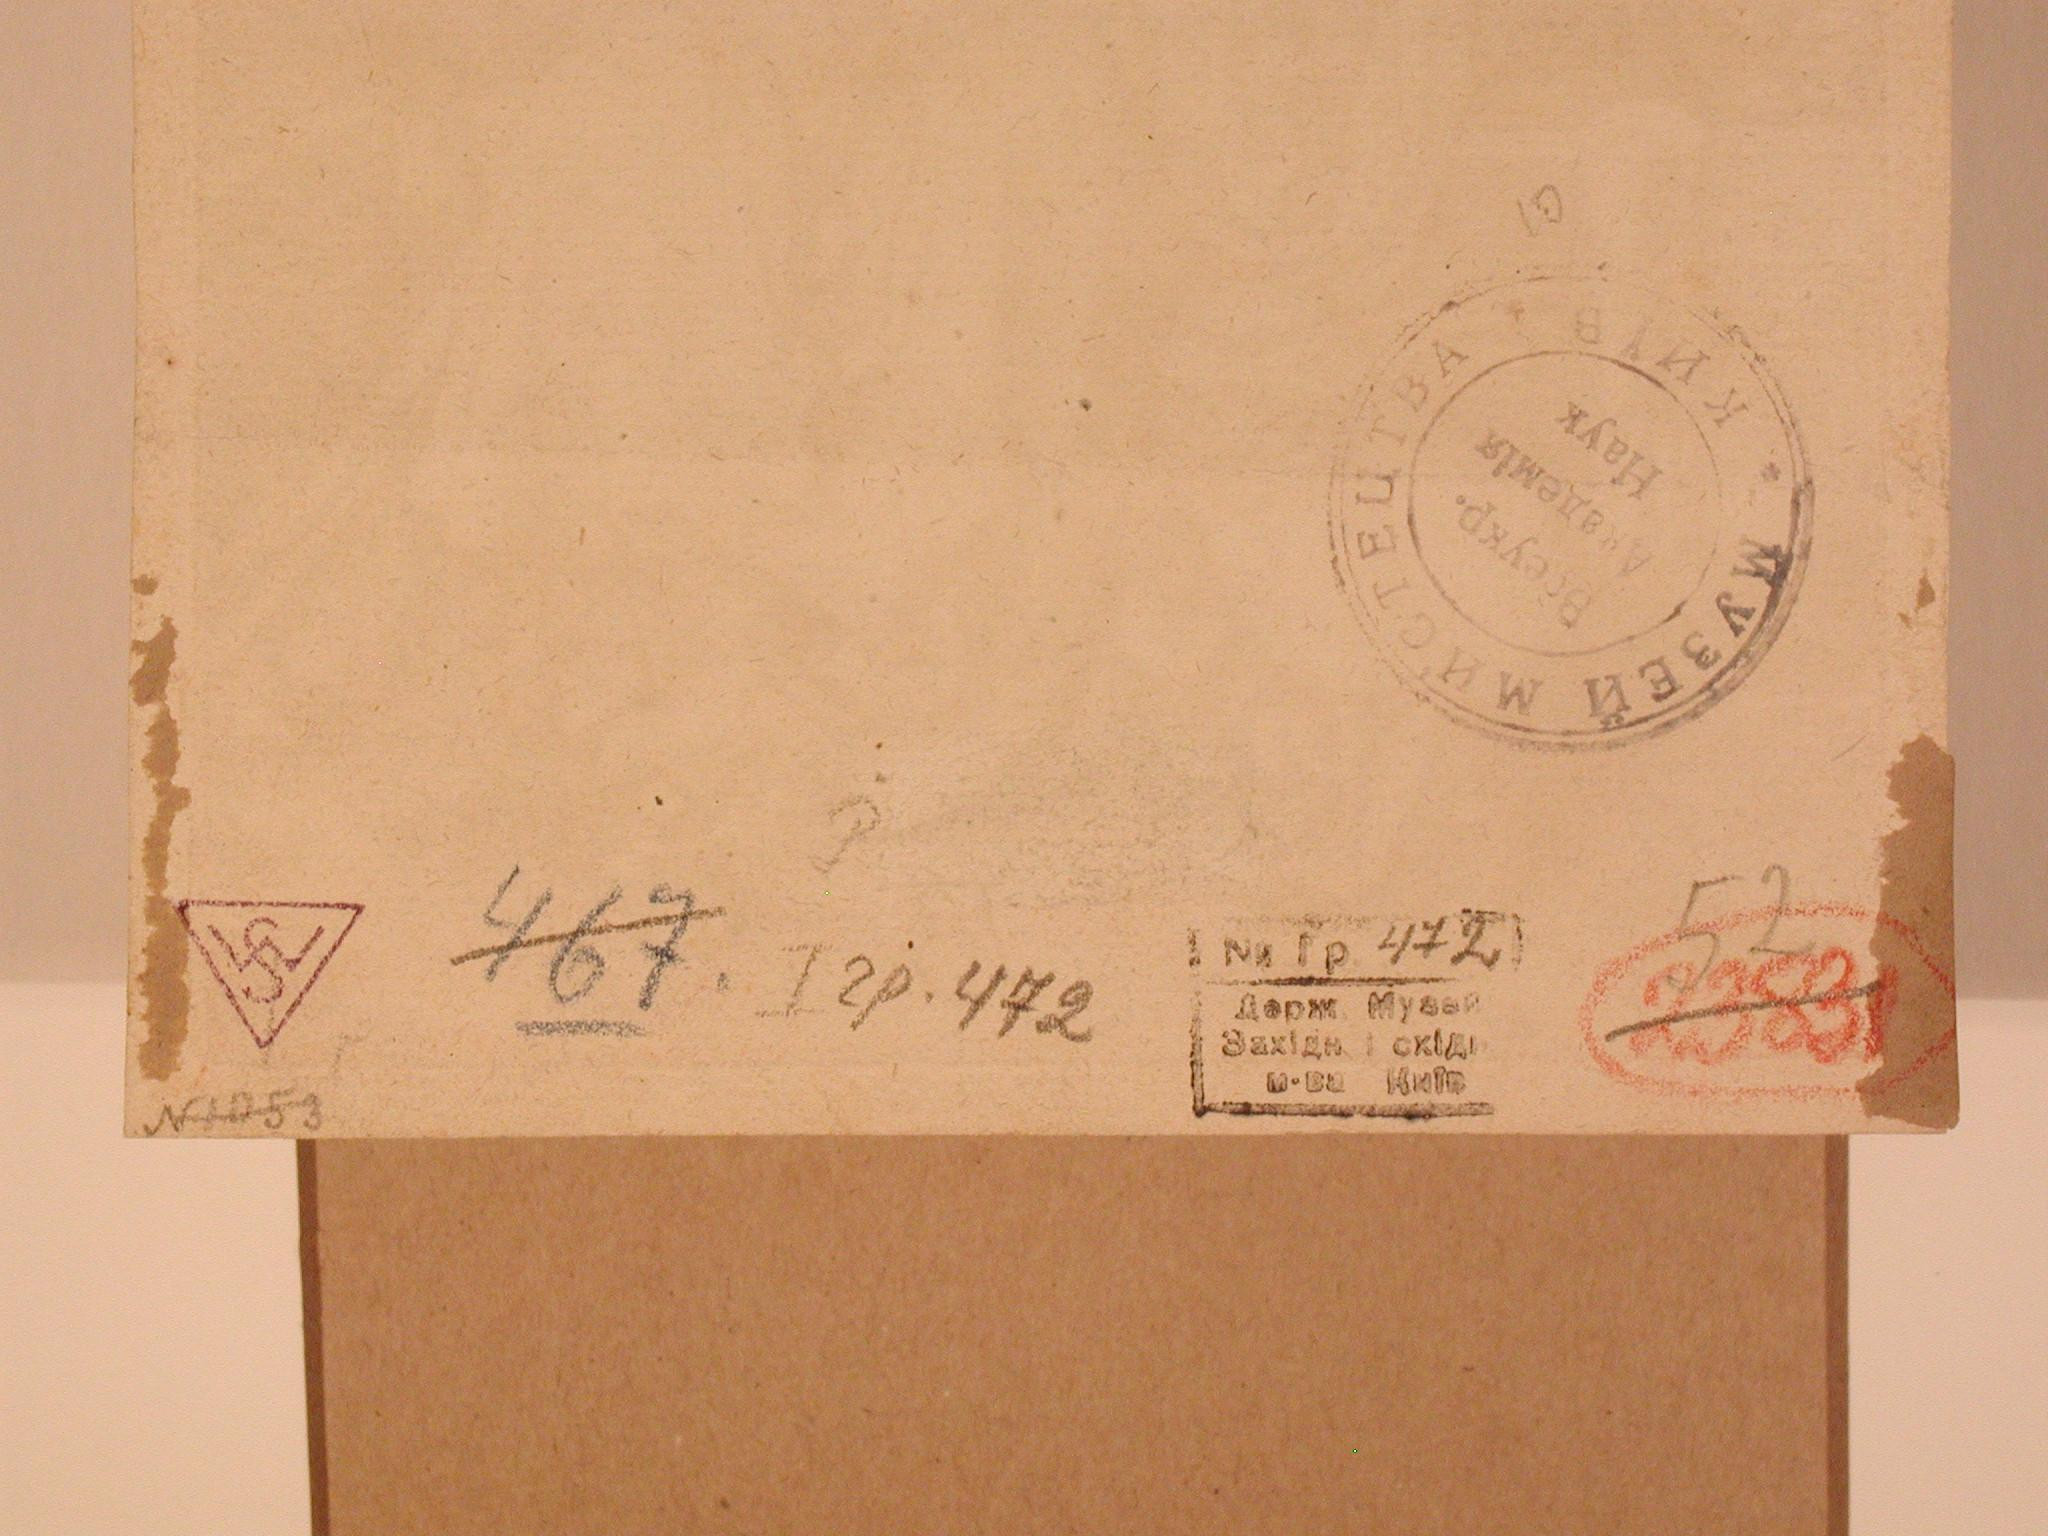 МУЗЕЙ МИСТЕЦТВА • КИЇВ *
Всеукр.
Академія
Наук
467.
I гр. 472
№ I гр. 472
Держ. Музей
Західн і східн
м-ва Київ
52
N 1053